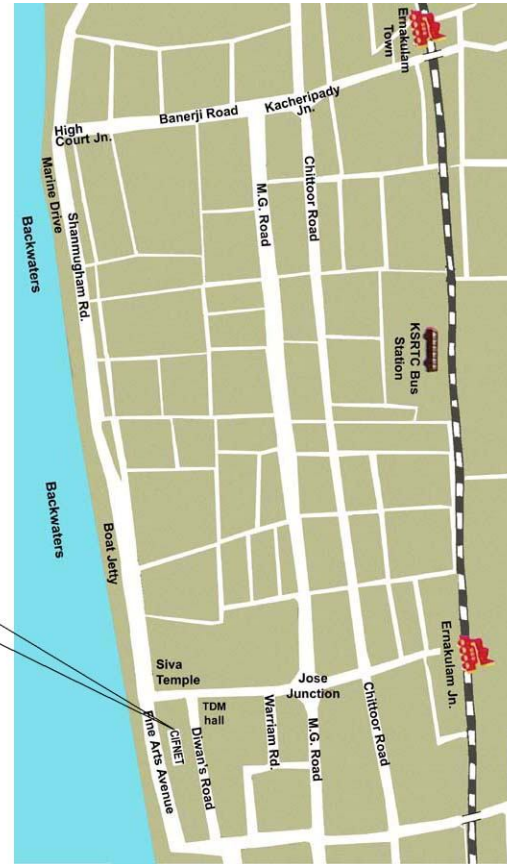 Ernakulam
Town
Kacheripady
Jn.
Banerji Road
High
Court Jn.
Marine Drive
Shanmugham Rd.
Backwaters
M.G. Road
Chittoor Road
KSRTC Bus
Station
Backwaters
Boat Jetty
Ernakulam Jn.
Siva
Temple
Jose
Junction
TDM
hall
Warriam Rd.
M.G. Road
Chittoor Road
CIFNET
Diwan's Road
Fine Arts Avenue